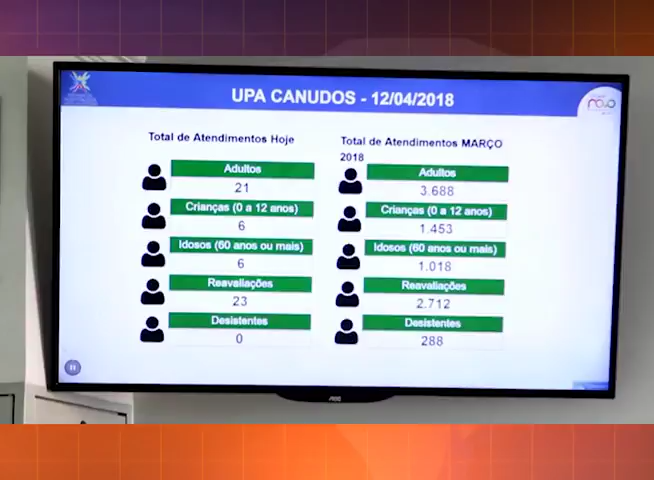 UPA CANUDOS - 12/04/2018
Total de Atendimentos Hoje
Adultos
21
Crianças (0 a 12 anos)
6
Idosos (60 anos ou mais)
6
Reavaliações
23
Desistentes
0
Total de Atendimentos MARÇO
2018
Adultos
3.688
Crianças (0 a 12 anos)
1.453
Idosos (60 anos ou mais)
1.018
Reavaliações
2.712
Desistentes
288
AOC